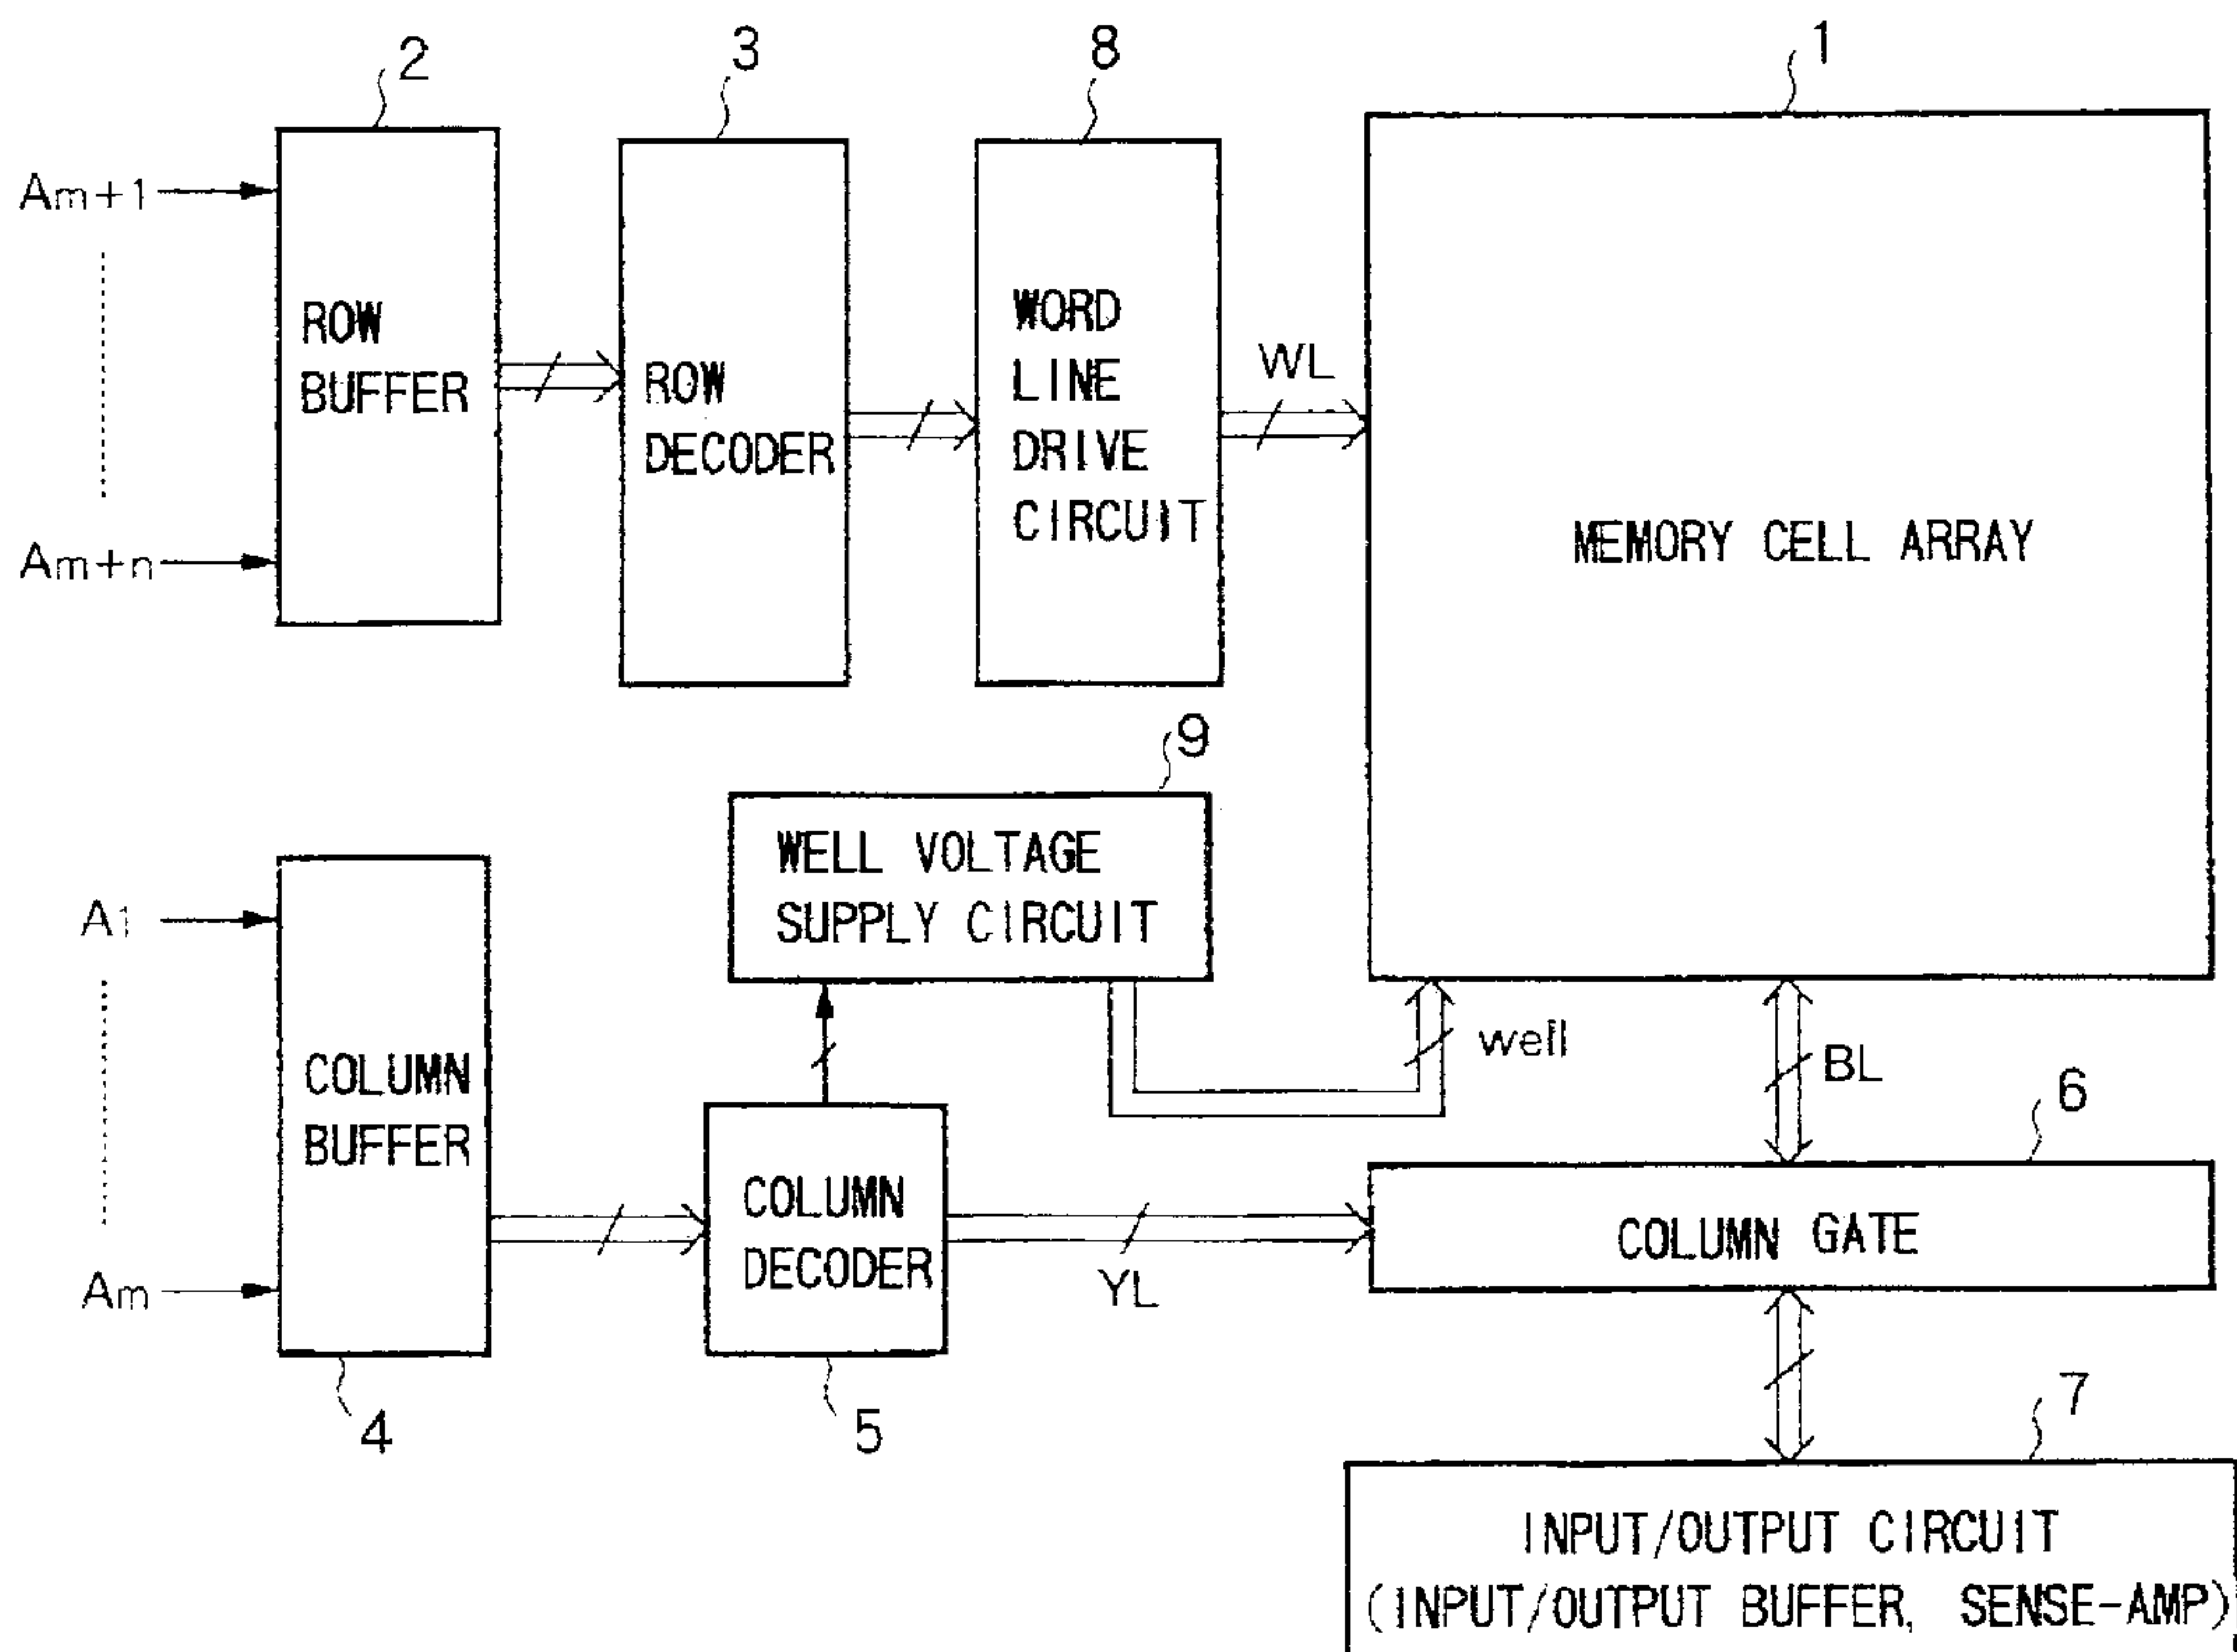 2
3
8
1
Am+1
Am+n
ROW
BUFFER
ROW
DECODER
WORD
LINE
DRIVE
CIRCUIT
WL
MEMORY CELL ARRAY
9
WELL VOLTAGE
SUPPLY CIRCUIT
A1
Am
COLUMN
BUFFER
4
COLUMN
DECODER
5
YL
well
BL
6
COLUMN GATE
7
INPUT/OUTPUT CIRCUIT
(INPUT/OUTPUT BUFFER, SENSE-AMP)